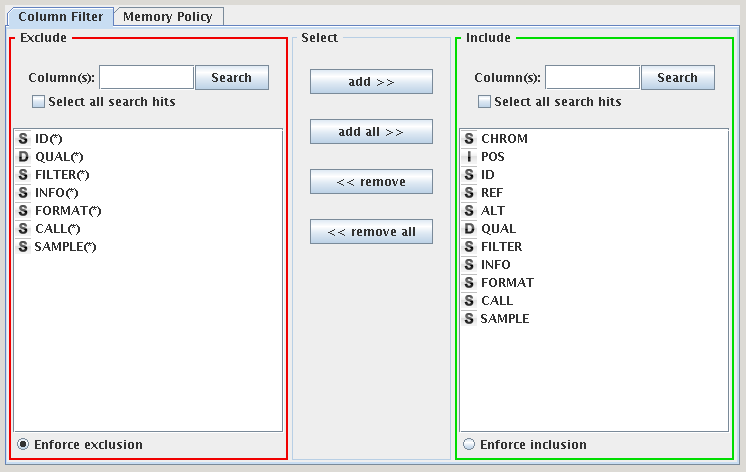 Column Filter Memory Policy
Exclude
Column(s): Search
Select all search hits
S ID(*)
D QUAL(*)
S FILTER(*)
S INFO(*)
S FORMAT(*)
S CALL(*)
S SAMPLE(*)
Enforce exclusion
Select
add >>
add all >>
<< remove
<< remove all
Include
Column(s): Search
Select all search hits
S CHROM
I POS
S ID
S REF
S ALT
D QUAL
S FILTER
S INFO
S FORMAT
S CALL
S SAMPLE
Enforce inclusion